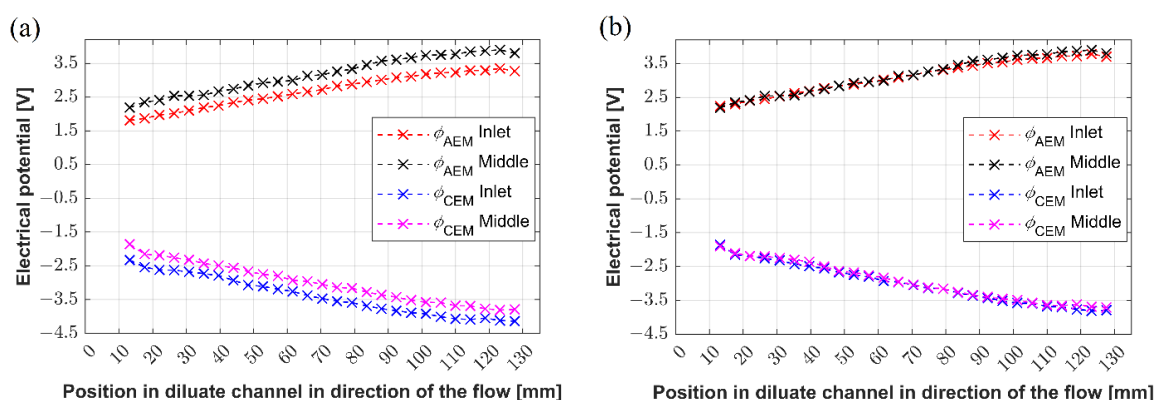 (a)
Electrical potential [V]
3.5
2.5
1.5
0.5
−0.5
−1.5
−2.5
−3.5
−4.5
ϕAEM Inlet
ϕAEM Middle
ϕCEM Inlet
ϕCEM Middle
0 10 20 30 40 50 60 70 80 90 100 110 120 130
Position in diluate channel in direction of the flow [mm]
(b)
Electrical potential [V]
3.5
2.5
1.5
0.5
−0.5
−1.5
−2.5
−3.5
−4.5
ϕAEM Inlet
ϕAEM Middle
ϕCEM Inlet
ϕCEM Middle
0 10 20 30 40 50 60 70 80 90 100 110 120 130
Position in diluate channel in direction of the flow [mm]